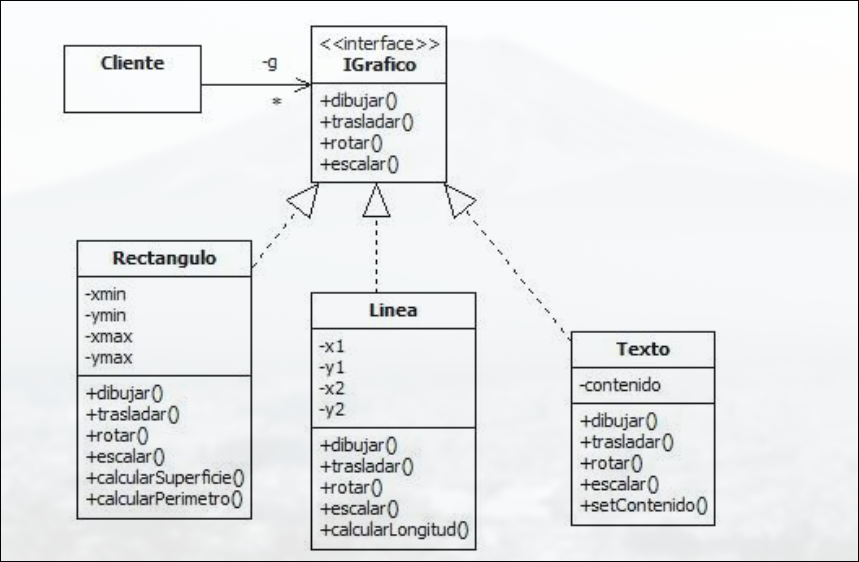 Cliente
-g
*
<<interface>>
IGrafico
+dibujar()
+trasladar()
+rotar()
+escalar()
Rectangulo
-xmin
-ymin
-xmax
-ymax
+dibujar()
+trasladar()
+rotar()
+escalar()
+calcularSuperficie()
+calcularPerimetro()
Linea
-x1
-y1
-x2
-y2
+dibujar()
+trasladar()
+rotar()
+escalar()
+calcularLongitud()
Texto
-contenido
+dibujar()
+trasladar()
+rotar()
+escalar()
+setContenido()